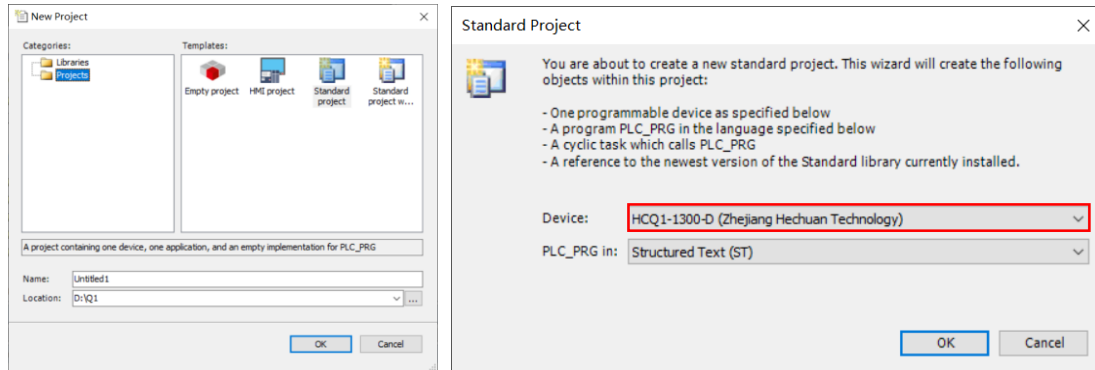 New Project
Categories:
Libraries
Projects
Templates:
Empty project
HMI project
Standard
project
Standard
project w...
A project containing one device, one application, and an empty implementation for PLC_PRG
Name:
Untitled1
Location:
D:\Q1
...
OK
Cancel
Standard Project
You are about to create a new standard project. This wizard will create the following
objects within this project:
- One programmable device as specified below
- A program PLC_PRG in the language specified below
- A cyclic task which calls PLC_PRG
- A reference to the newest version of the Standard library currently installed.
Device:
HCQ1-1300-D (Zhejiang Hechuan Technology)
PLC_PRG in:
Structured Text (ST)
OK
Cancel